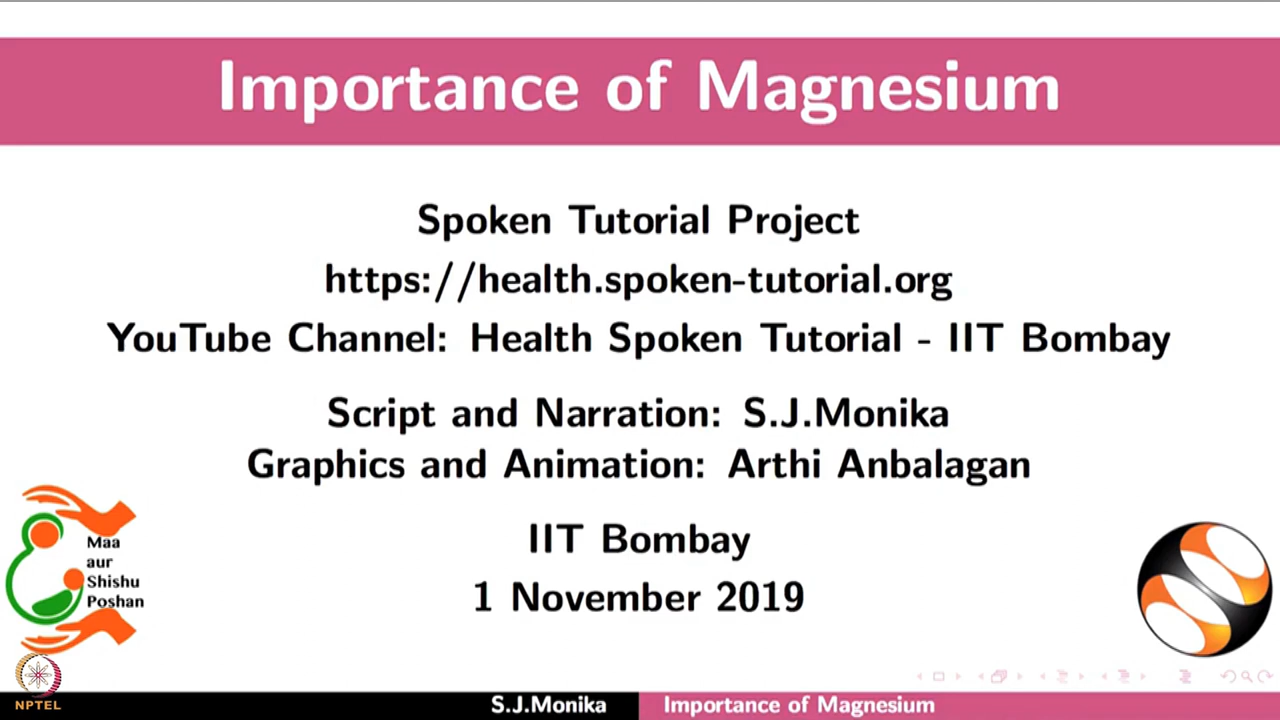 Importance of Magnesium
Spoken Tutorial Project
https://health.spoken-tutorial.org
YouTube Channel: Health Spoken Tutorial - IIT Bombay
Script and Narration: S.J.Monika
Graphics and Animation: Arthi Anbalagan
IIT Bombay
1 November 2019
Maa
aur
Shishu
Poshan
NPTEL
S.J.Monika
Importance of Magnesium